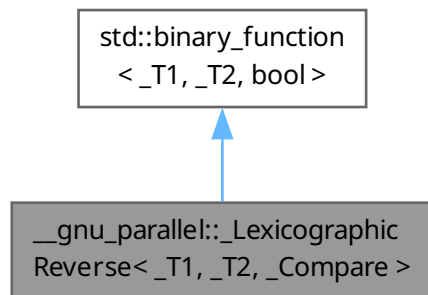 std::binary_function
< _T1, _T2, bool >
__gnu_parallel::_Lexicographic
Reverse< _T1, _T2, _Compare >